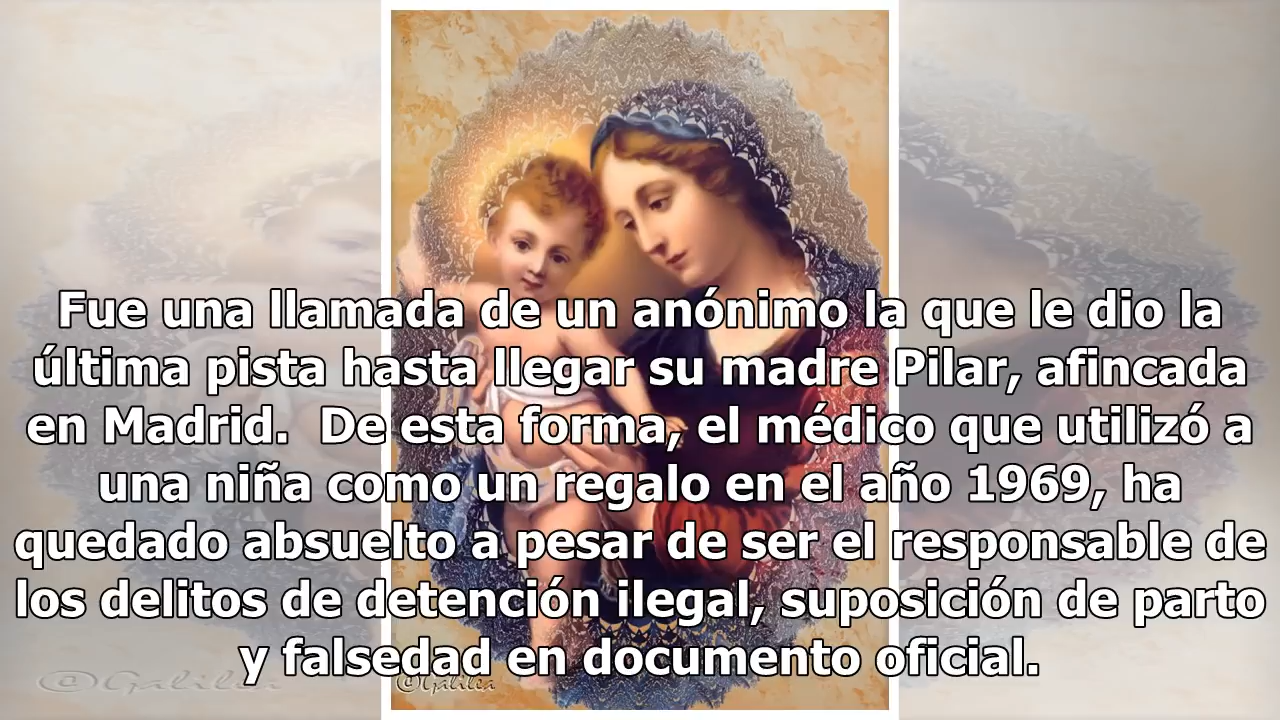 Fue una llamada de un anónimo la que le dio la
última pista hasta llegar su madre Pilar, afincada
en Madrid.  De esta forma, el médico que utilizó a
una niña como un regalo en el año 1969, ha
quedado absuelto a pesar de ser el responsable de
los delitos de detención ilegal, suposición de parto
y falsedad en documento oficial.
@Galilea
©Galilea